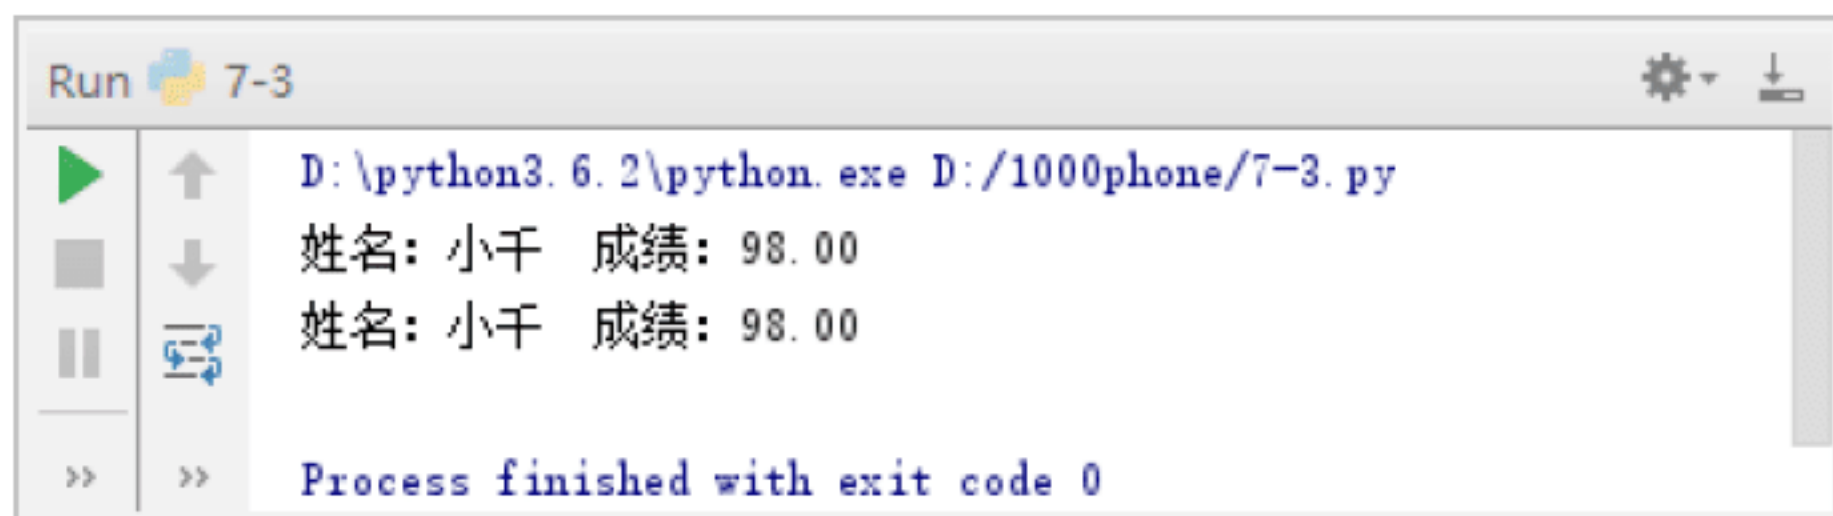 Run 7-3
D:\python3.6.2\python.exe D:/1000phone/7-3.py
姓名：小千 成绩：98.00
姓名：小千 成绩：98.00
Process finished with exit code 0